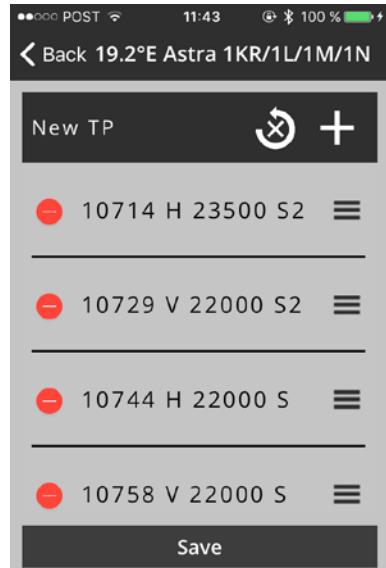 POST 11:43 100 %
Back 19.2°E Astra 1KR/1L/1M/1N
New TP
10714 H 23500 S2
10729 V 22000 S2
10744 H 22000 S
10758 V 22000 S
Save